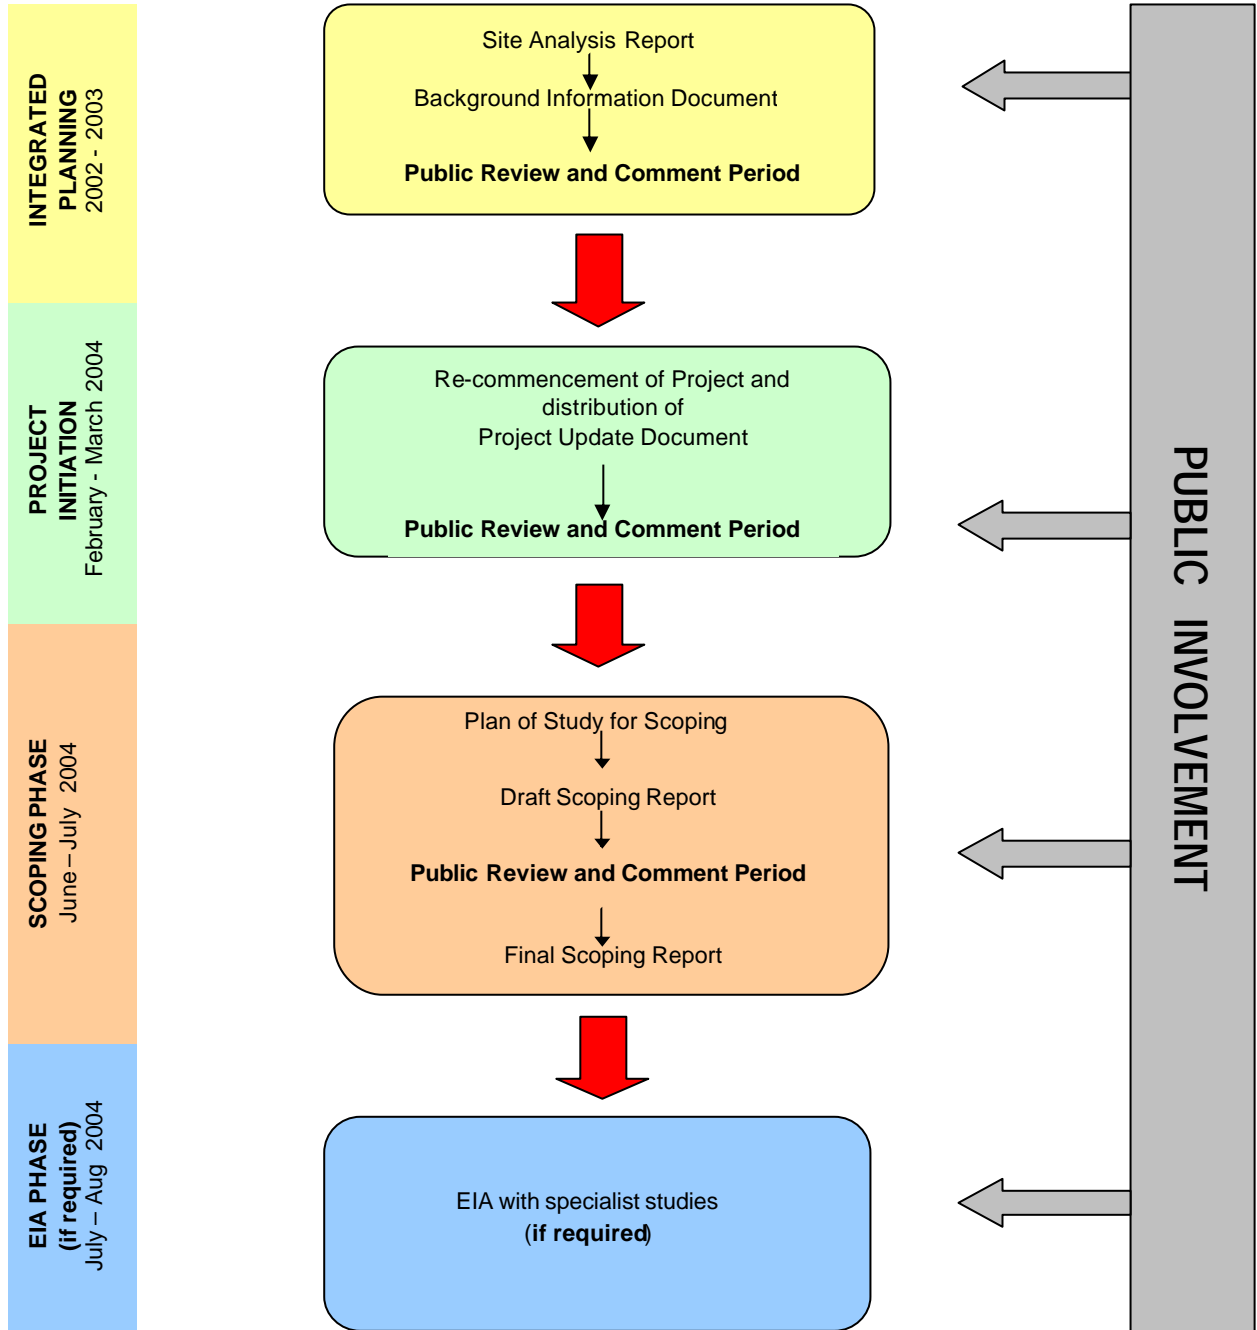 INTEGRATED
PLANNING
2002 - 2003
Site Analysis Report
Background Information Document
Public Review and Comment Period
PROJECT
INITIATION
February - March 2004
Re-commencement of Project and
distribution of
Project Update Document
Public Review and Comment Period
SCOPING PHASE
June – July 2004
Plan of Study for Scoping
Draft Scoping Report
Public Review and Comment Period
Final Scoping Report
EIA PHASE
(if required)
July – Aug 2004
EIA with specialist studies
(if required)
PUBLIC INVOLVEMENT